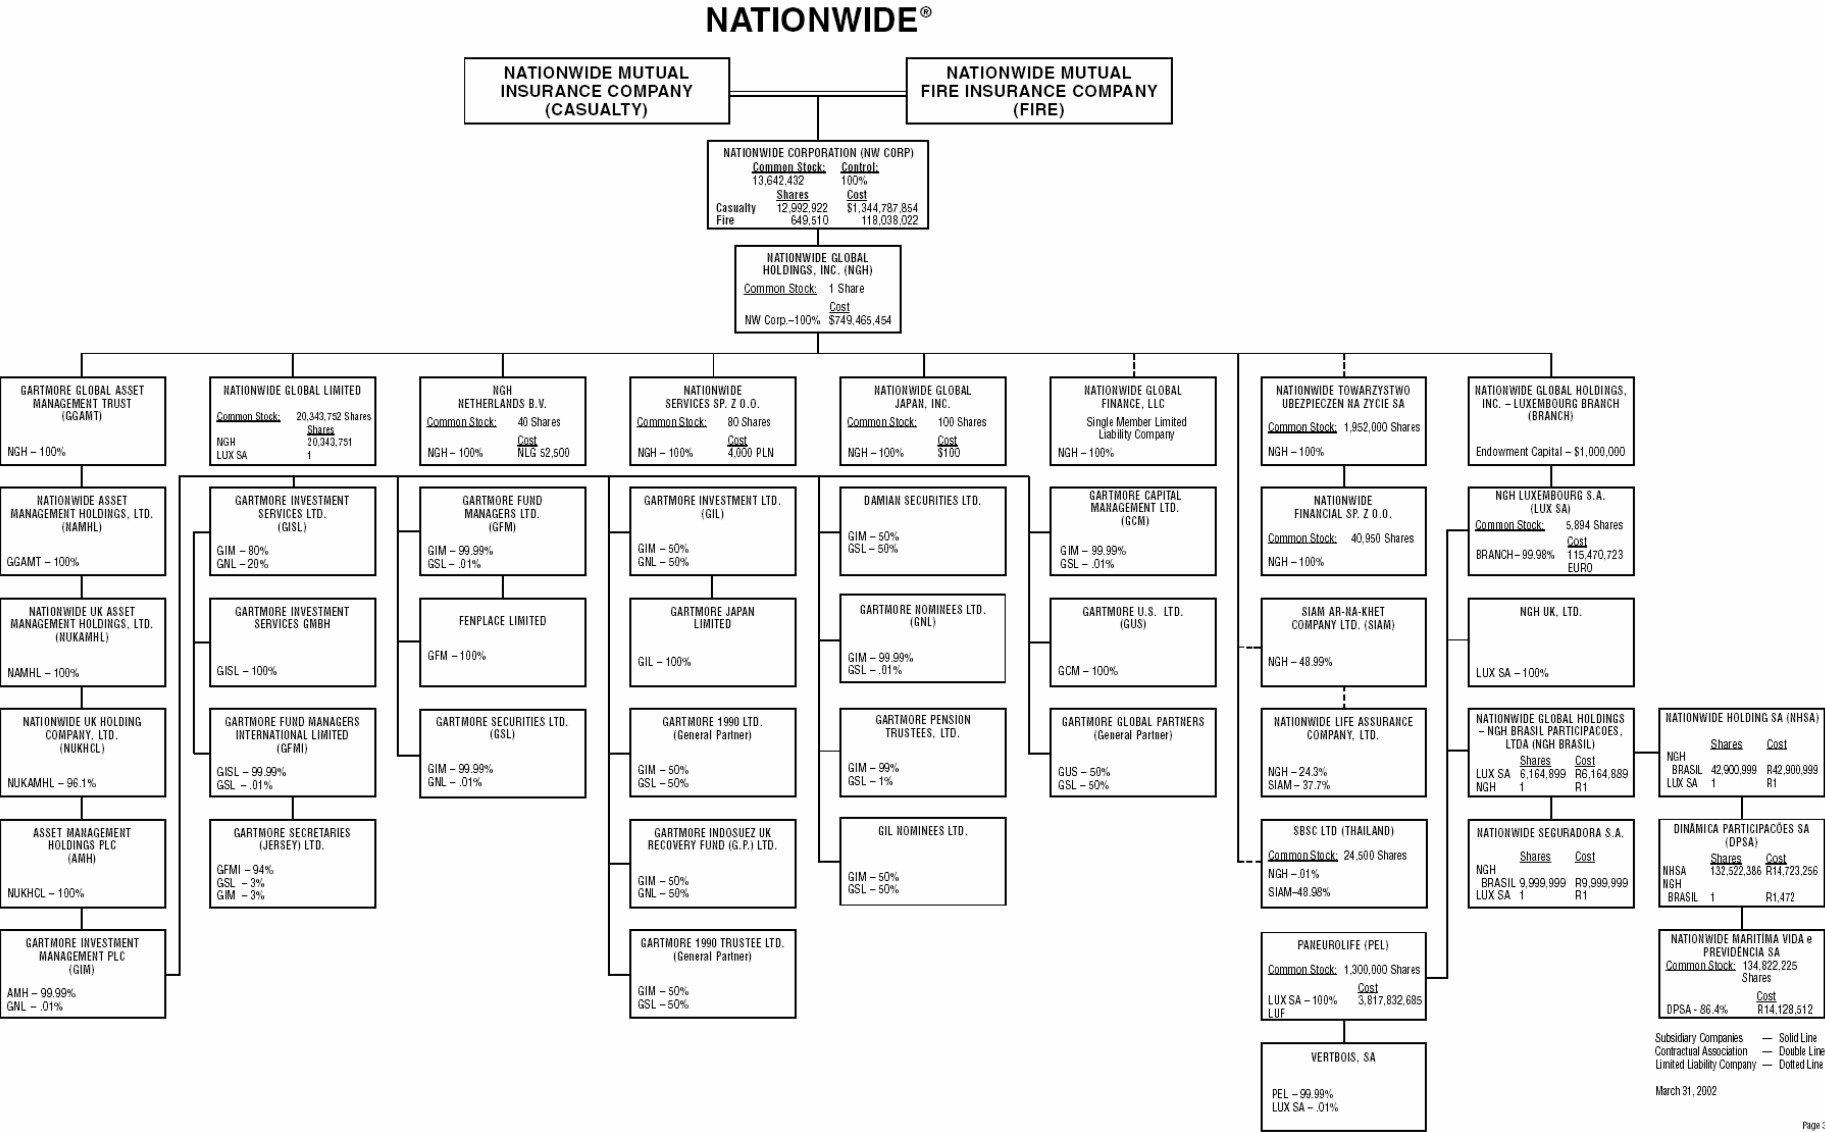 NATIONWIDE®
NATIONWIDE MUTUAL
INSURANCE COMPANY
(CASUALTY)
NATIONWIDE MUTUAL
FIRE INSURANCE COMPANY
(FIRE)
NATIONWIDE CORPORATION (NW CORP)
Common Stock: Control:
13,642,432 100%
Shares Cost
Casualty 12,992,922 $1,344,787,854
Fire 649,510 118,038,022
NATIONWIDE GLOBAL
HOLDINGS, INC. (NGH)
Common Stock: 1 Share
Cost
NW Corp.–100% $749,465,454
GARTMORE GLOBAL ASSET
MANAGEMENT TRUST
(GGAMT)
NGH – 100%
NATIONWIDE GLOBAL LIMITED
Common Stock: 20,343,752 Shares
Shares
NGH 20,343,751
LUX SA 1
NGH
NETHERLANDS B.V.
Common Stock: 40 Shares
Cost
NGH – 100% NLG 52,500
NATIONWIDE
SERVICES SP. Z O.O.
Common Stock: 80 Shares
Cost
NGH – 100% 4,000 PLN
NATIONWIDE GLOBAL
JAPAN, INC.
Common Stock: 100 Shares
Cost
NGH – 100% $100
NATIONWIDE GLOBAL
FINANCE, LLC
Single Member Limited
Liability Company
NGH – 100%
NATIONWIDE TOWARZYSTWO
UBEZPIECZEN NA ZYCIE SA
Common Stock: 1,952,000 Shares
NGH – 100%
NATIONWIDE GLOBAL HOLDINGS,
INC. – LUXEMBOURG BRANCH
(BRANCH)
Endowment Capital – $1,000,000
NATIONWIDE ASSET
MANAGEMENT HOLDINGS, LTD.
(NAMHL)
GGAMT – 100%
GARTMORE INVESTMENT
SERVICES LTD.
(GISL)
GIM – 80%
GNL – 20%
GARTMORE FUND
MANAGERS LTD.
(GFM)
GIM – 99.99%
GSL – .01%
GARTMORE INVESTMENT LTD.
(GIL)
GIM – 50%
GNL – 50%
DAMIAN SECURITIES LTD.
GIM – 50%
GSL – 50%
GARTMORE CAPITAL
MANAGEMENT LTD.
(GCM)
GIM – 99.99%
GSL – .01%
NATIONWIDE
FINANCIAL SP. Z O.O.
Common Stock: 40,950 Shares
NGH – 100%
NGH LUXEMBOURG S.A.
(LUX SA)
Common Stock: 5,894 Shares
Cost
BRANCH – 99.98% 115,470,723
EURO
NATIONWIDE UK ASSET
MANAGEMENT HOLDINGS, LTD.
(NUKAMHL)
NAMHL – 100%
GARTMORE INVESTMENT
SERVICES GMBH
GISL – 100%
FENPLACE LIMITED
GFM – 100%
GARTMORE JAPAN
LIMITED
GIL – 100%
GARTMORE NOMINEES LTD.
(GNL)
GIM – 99.99%
GSL – .01%
GARTMORE U.S. LTD.
(GUS)
GCM – 100%
SIAM AR-NA-KHET
COMPANY LTD. (SIAM)
NGH – 48.99%
NGH UK, LTD.
LUX SA – 100%
NATIONWIDE UK HOLDING
COMPANY, LTD.
(NUKHCL)
NUKAMHL – 96.1%
GARTMORE FUND MANAGERS
INTERNATIONAL LIMITED
(GFMI)
GISL – 99.99%
GSL – .01%
GARTMORE SECURITIES LTD.
(GSL)
GIM – 99.99%
GNL – .01%
GARTMORE 1990 LTD.
(General Partner)
GIM – 50%
GSL – 50%
GARTMORE PENSION
TRUSTEES, LTD.
GIM – 99%
GSL – 1%
GARTMORE GLOBAL PARTNERS
(General Partner)
GUS – 50%
GSL – 50%
NATIONWIDE LIFE ASSURANCE
COMPANY, LTD.
NGH – 24.3%
SIAM – 37.7%
NATIONWIDE GLOBAL HOLDINGS
– NGH BRASIL PARTICIPACOES,
LTDA (NGH BRASIL)
Shares Cost
LUX SA 6,164,899 R6,164,889
NGH 1 R1
NATIONWIDE HOLDING SA (NHSA)
Shares Cost
NGH
BRASIL 42,900,999 R42,900,999
LUX SA 1 R1
ASSET MANAGEMENT
HOLDINGS PLC
(AMH)
NUKHCL – 100%
GARTMORE SECRETARIES
(JERSEY) LTD.
GFMI – 94%
GSL – 3%
GIM – 3%
GARTMORE INDOSUEZ UK
RECOVERY FUND (G.P.) LTD.
GIM – 50%
GNL – 50%
GIL NOMINEES LTD.
GIM – 50%
GSL – 50%
SBSC LTD (THAILAND)
Common Stock: 24,500 Shares
NGH –.01%
SIAM–48.98%
NATIONWIDE SEGURADORA S.A.
Shares Cost
NGH
BRASIL 9,999,999 R9,999,999
LUX SA 1 R1
DINÂMICA PARTICIPACÕES SA
(DPSA)
Shares Cost
NHSA 132,522,386 R14,723,256
NGH
BRASIL 1 R1,472
GARTMORE INVESTMENT
MANAGEMENT PLC
(GIM)
AMH – 99.99%
GNL – .01%
GARTMORE 1990 TRUSTEE LTD.
(General Partner)
GIM – 50%
GSL – 50%
PANEUROLIFE (PEL)
Common Stock: 1,300,000 Shares
Cost
LUX SA – 100% 3,817,832,685
LUF
NATIONWIDE MARITÍMA VIDA e
PREVIDÊNCIA SA
Common Stock: 134,822,225
Shares
Cost
DPSA - 86.4% R14,128,512
VERTBOIS, SA
PEL – 99.99%
LUX SA – .01%
Subsidiary Companies — Solid Line
Contractual Association — Double Line
Limited Liability Company — Dotted Line
March 31, 2002
Page 3